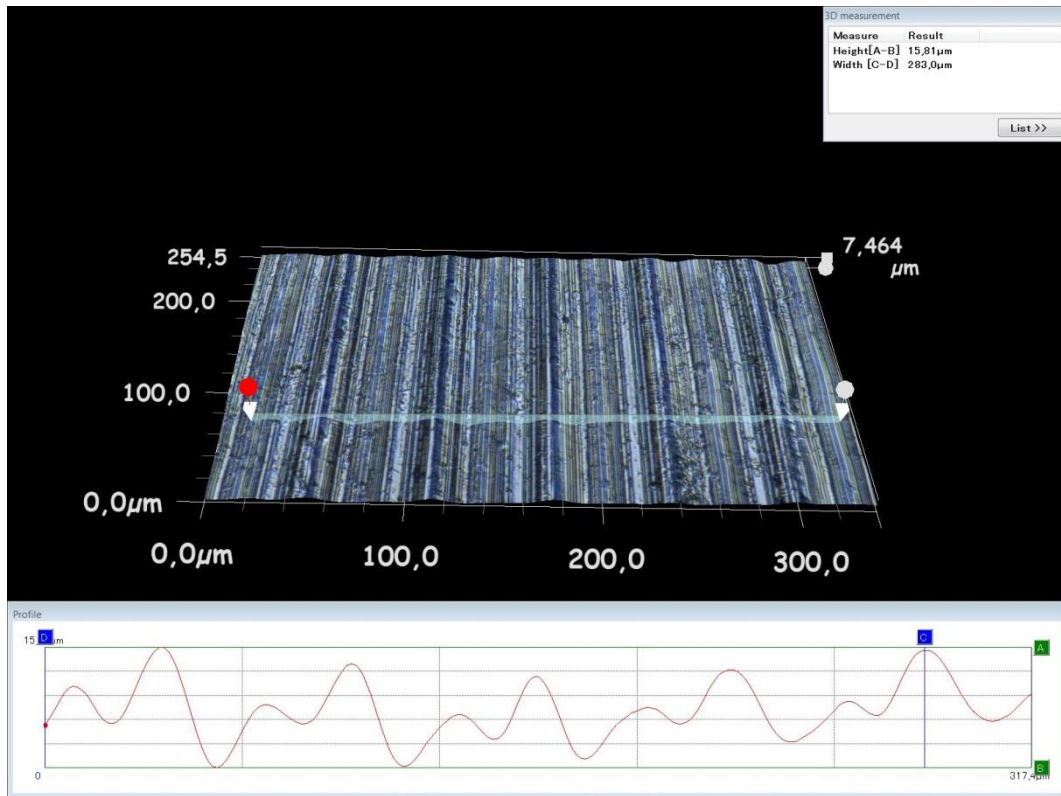 3D measurement
Measure Result
Height[A-B] 15,81µm
Width [C-D] 283,0µm
List >>
7,464
µm
254,5
200,0
100,0
0,0µm
0,0µm 100,0 200,0 300,0
Profile
D C A
µm
B
0 317,4µm